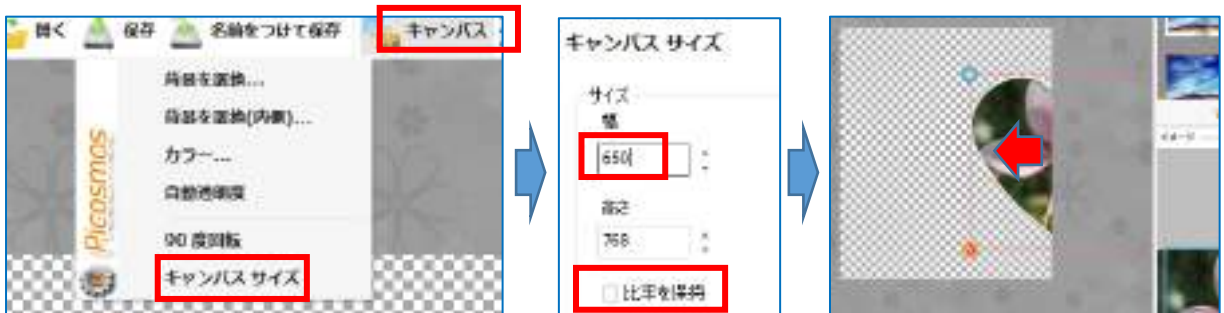 開く 保存 名前をつけて保存 キャンバス
背景を置換...
背景を置換(内側)...
カラー...
自動透明度
90 度回転
キャンバス サイズ
Picosmos
キャンバス サイズ
サイズ
幅
650
高さ
768
比率を保持